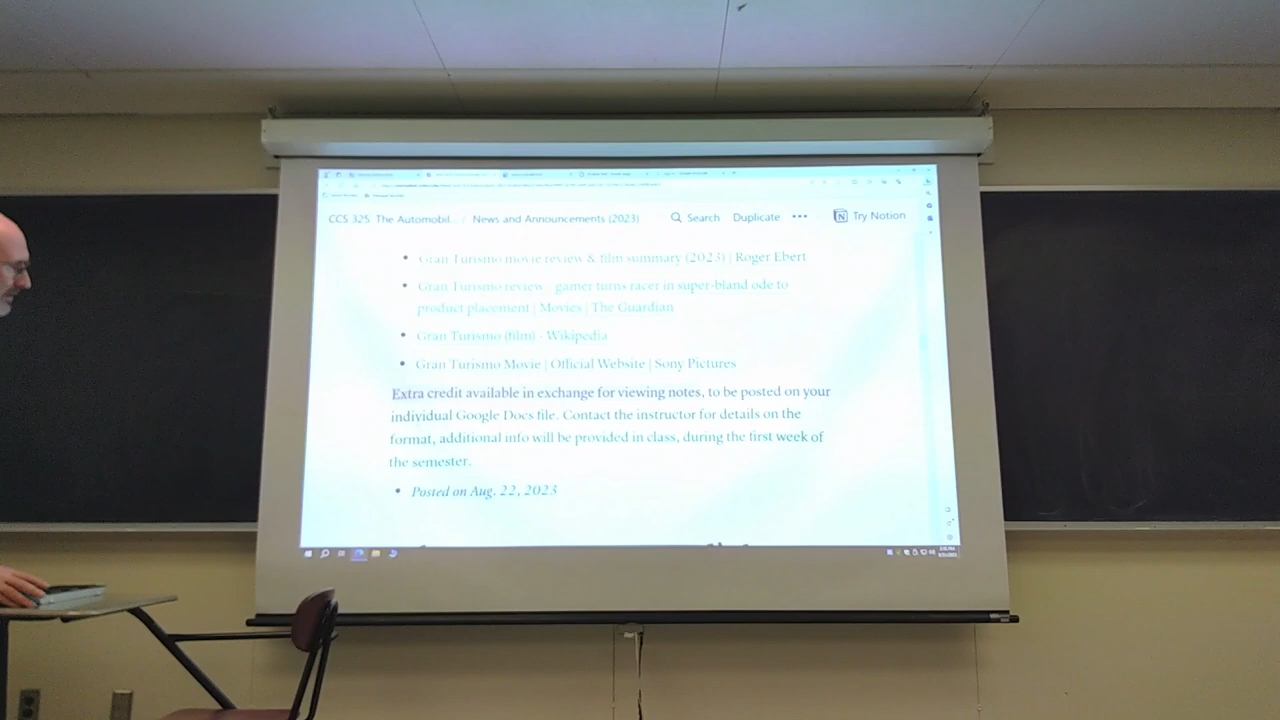 CCS 325 The Automobil... / News and Announcements (2023) Search Duplicate ••• Try Notion
• Gran Turismo movie review & film summary (2023) | Roger Ebert
• Gran Turismo review - gamer turns racer in super-bland ode to
product placement | Movies | The Guardian
• Gran Turismo (film) - Wikipedia
• Gran Turismo Movie | Official Website | Sony Pictures
Extra credit available in exchange for viewing notes, to be posted on your
individual Google Docs file. Contact the instructor for details on the
format, additional info will be provided in class, during the first week of
the semester.
• Posted on Aug. 22, 2023